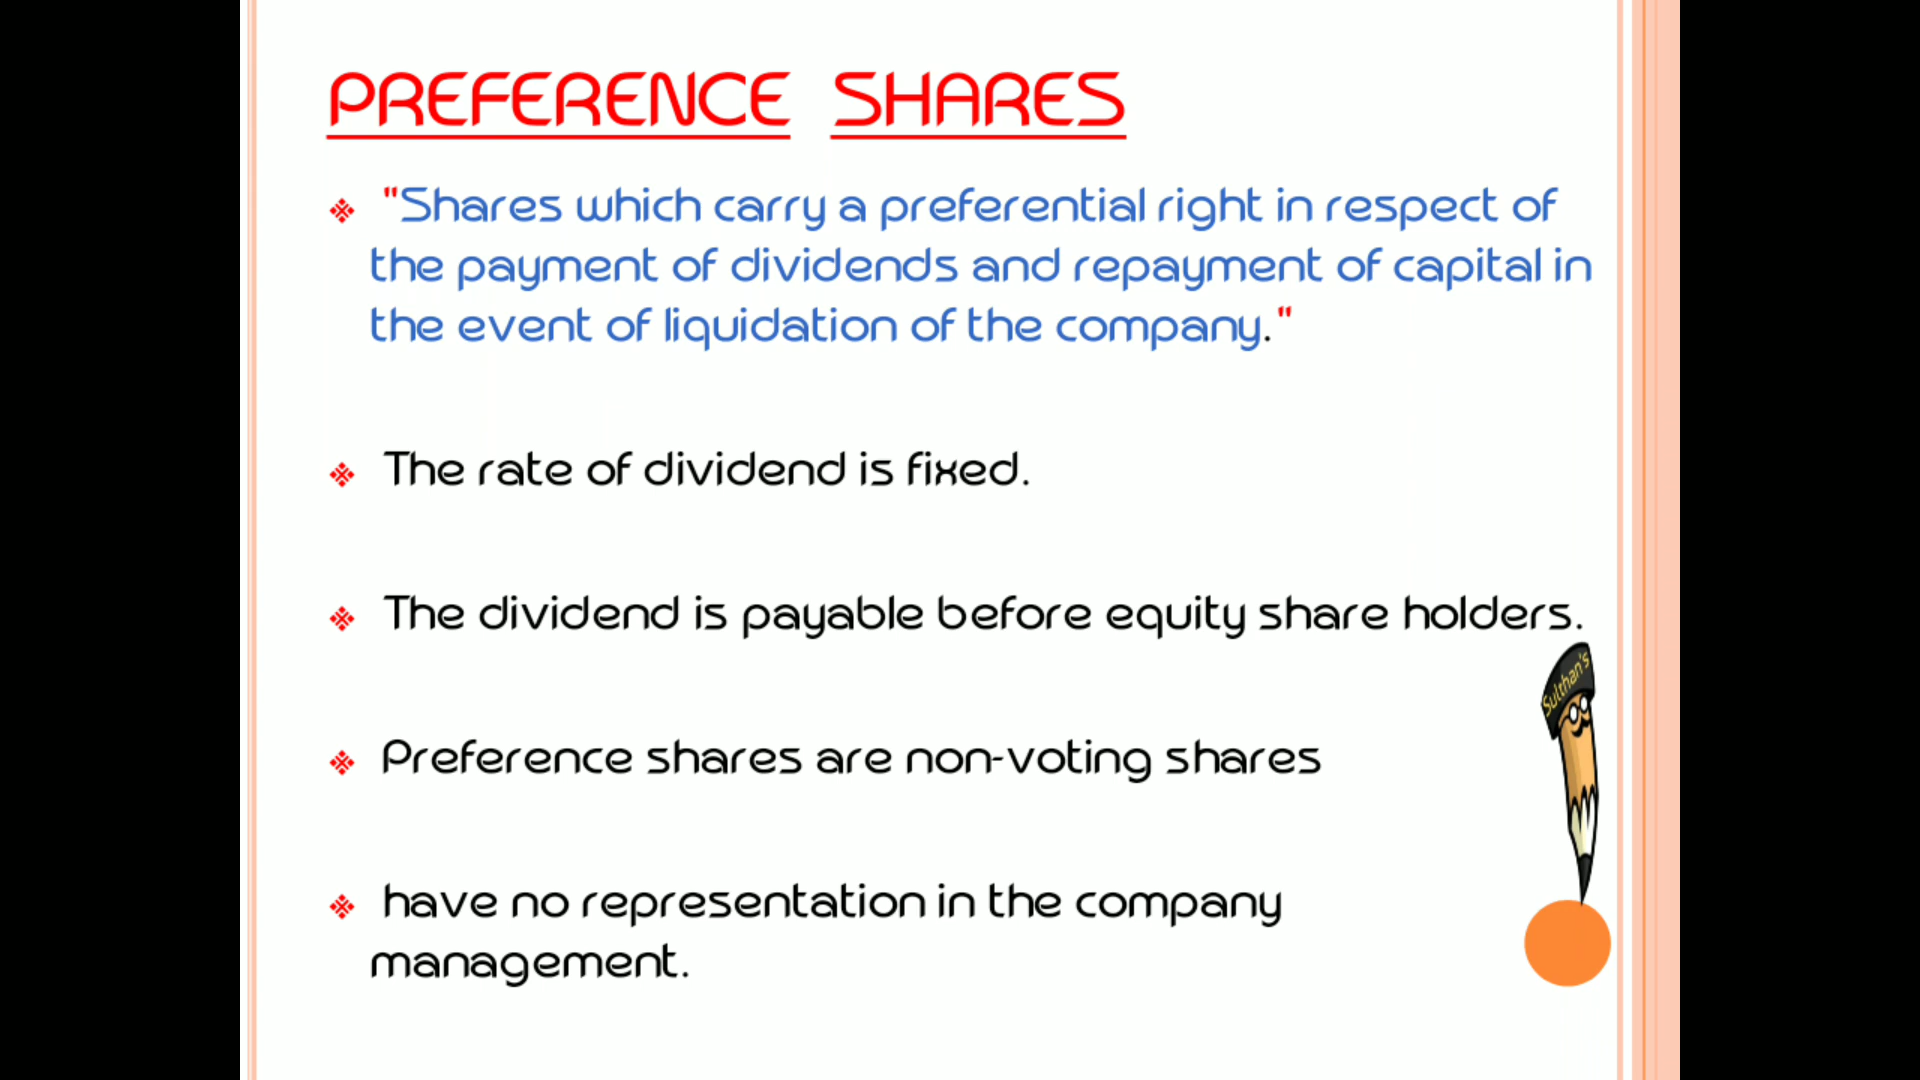 PREFERENCE SHARES
"Shares which carry a preferential right in respect of
the payment of dividends and repayment of capital in
the event of liquidation of the company."
The rate of dividend is fixed.
The dividend is payable before equity share holders.
Sulthan's
Preference shares are non-voting shares
have no representation in the company
management.